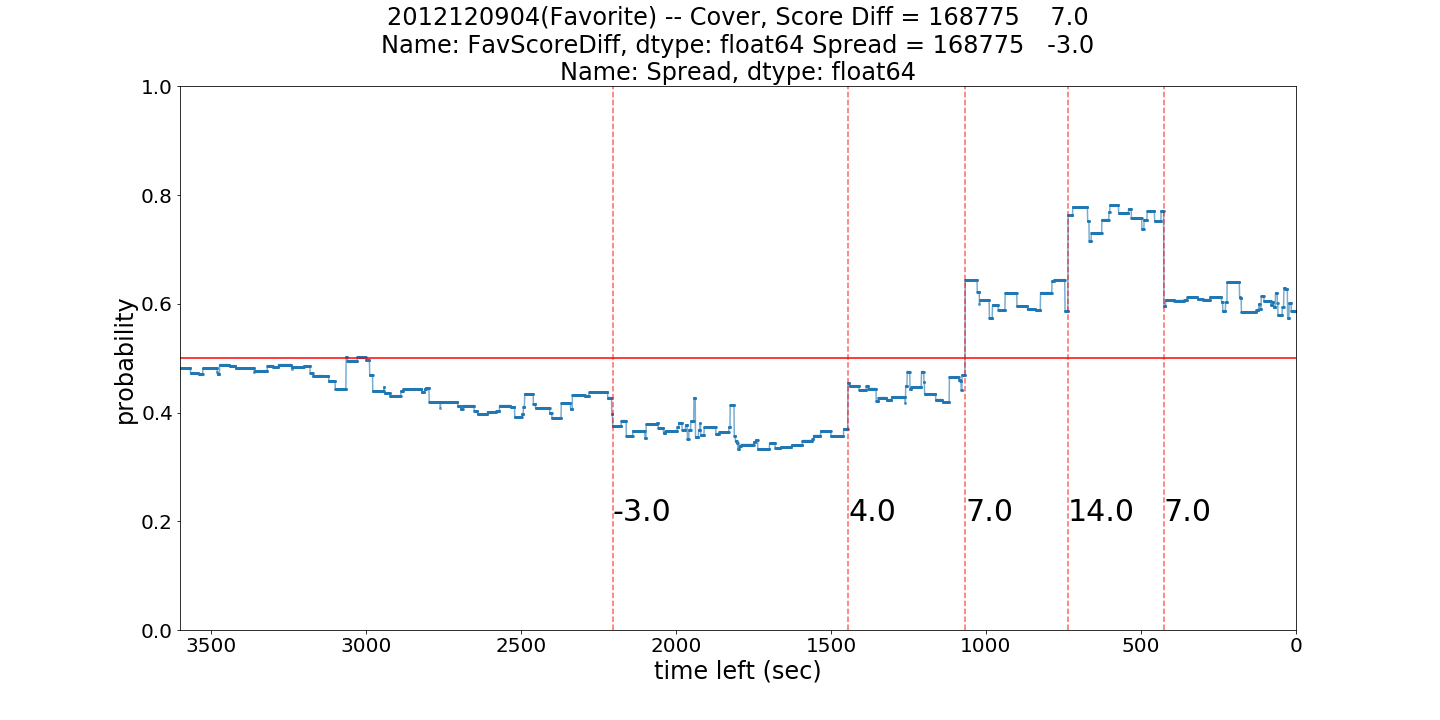 2012120904(Favorite) -- Cover, Score Diff = 168775    7.0
Name: FavScoreDiff, dtype: float64 Spread = 168775   -3.0
Name: Spread, dtype: float64
1.0
0.8
0.6
0.4
0.2
0.0
probability
-3.0 4.0 7.0 14.0 7.0
3500 3000 2500 2000 1500 1000 500 0
time left (sec)